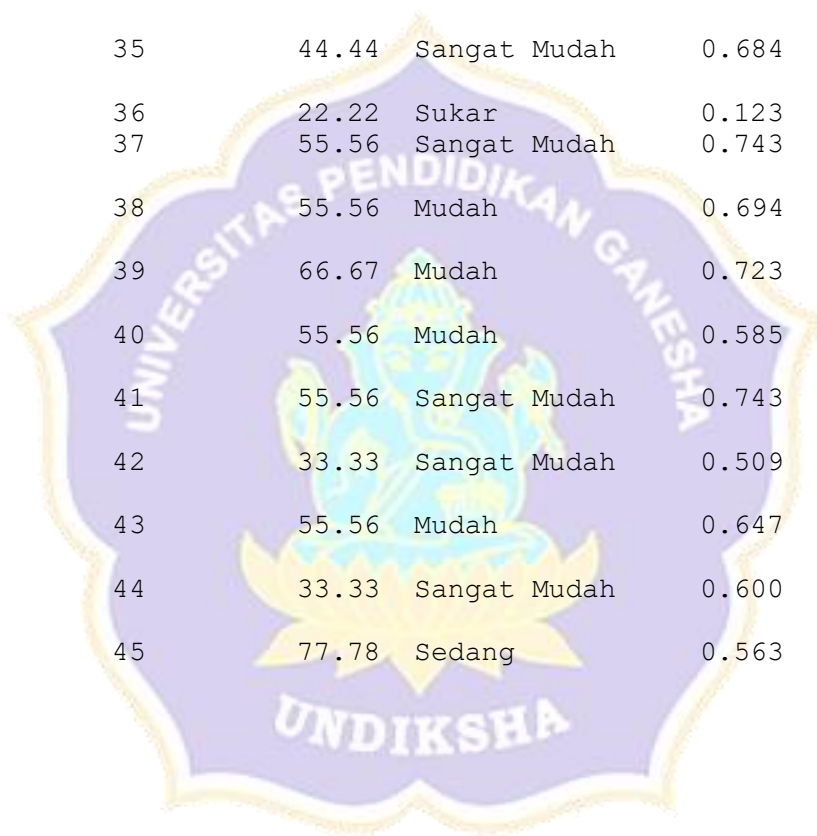 35 44.44 Sangat Mudah 0.684
36 22.22 Sukar 0.123
37 55.56 Sangat Mudah 0.743
38 55.56 Mudah 0.694
39 66.67 Mudah 0.723
40 55.56 Mudah 0.585
41 55.56 Sangat Mudah 0.743
42 33.33 Sangat Mudah 0.509
43 55.56 Mudah 0.647
44 33.33 Sangat Mudah 0.600
45 77.78 Sedang 0.563
UNIVERSITAS PENDIDIKAN GANESHA
UNDIKSHA